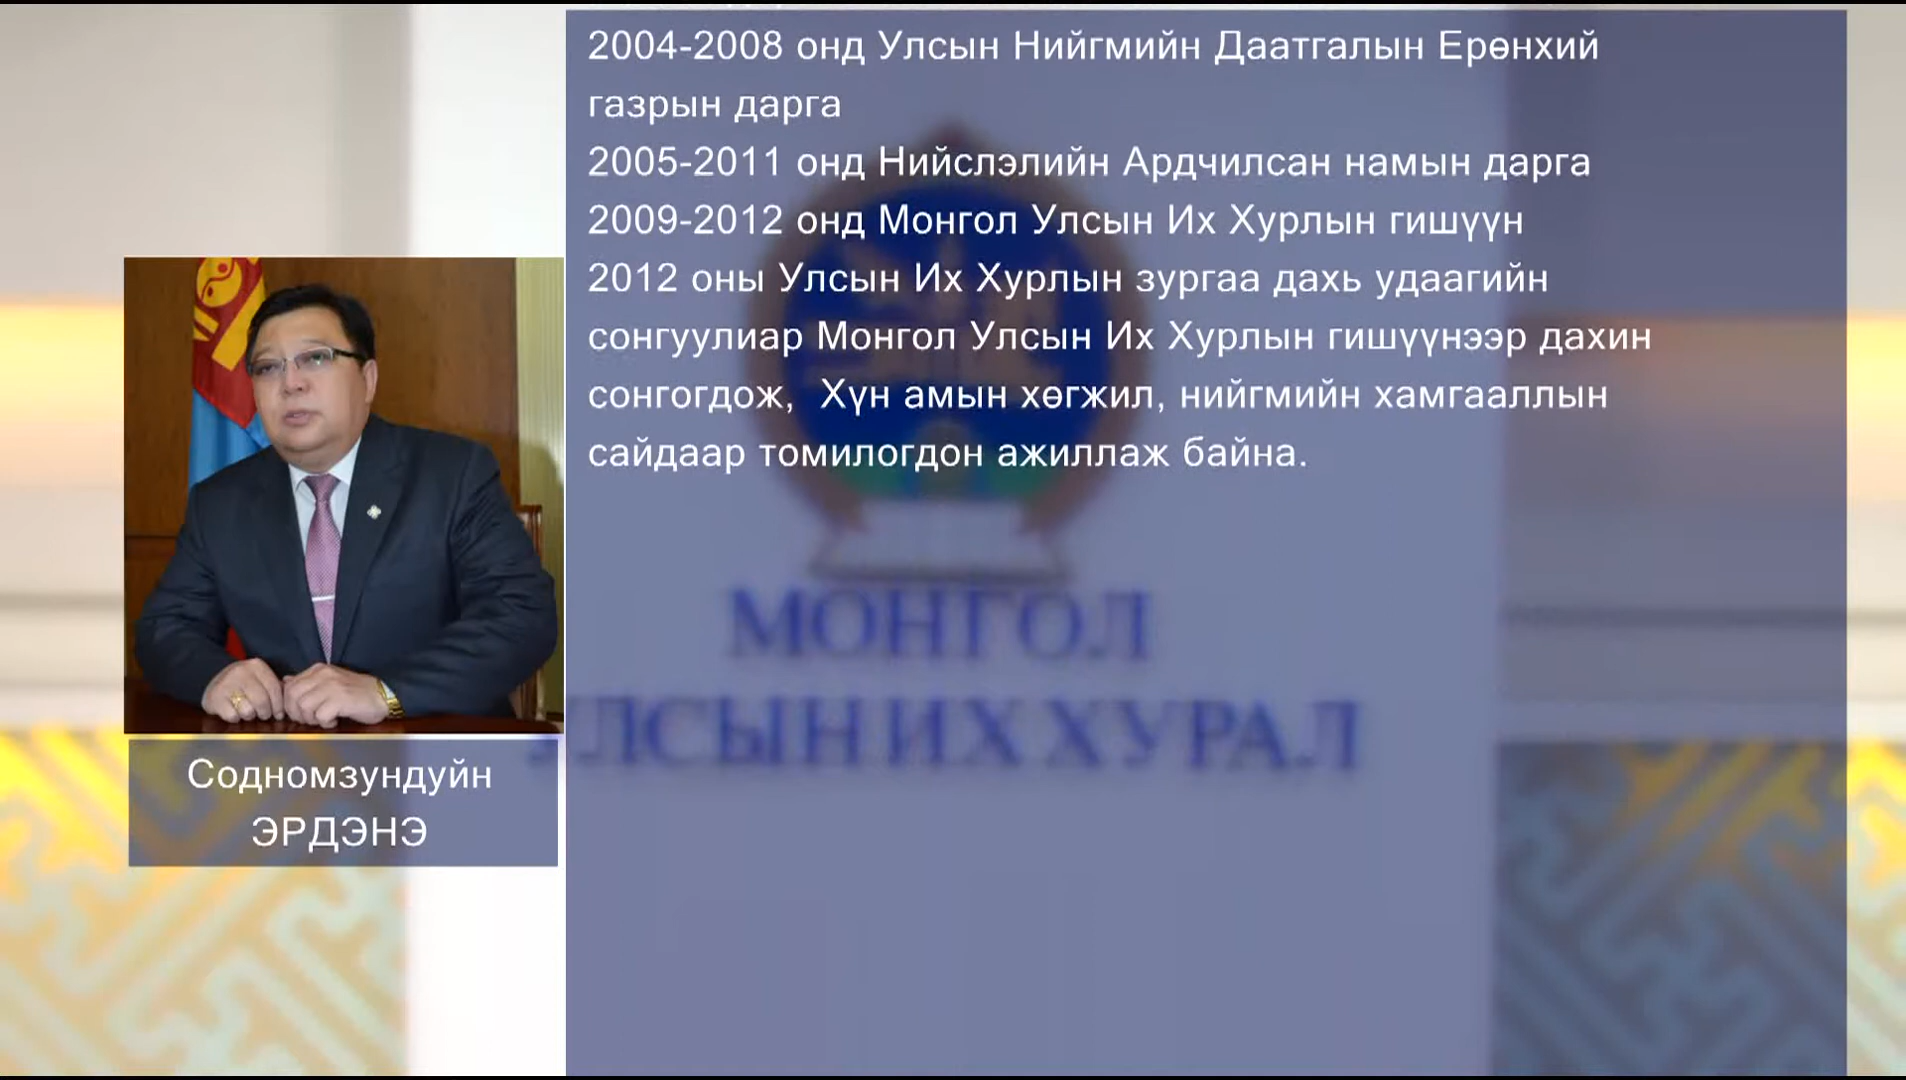 2004-2008 онд Улсын Нийгмийн Даатгалын Ерөнхий
газрын дарга
2005-2011 онд Нийслэлийн Ардчилсан намын дарга
2009-2012 онд Монгол Улсын Их Хурлын гишүүн
2012 оны Улсын Их Хурлын зургаа дахь удаагийн
сонгуулиар Монгол Улсын Их Хурлын гишүүнээр дахин
сонгогдож,  Хүн амын хөгжил, нийгмийн хамгааллын
сайдаар томилогдон ажиллаж байна.
МОНГОЛ
УЛСЫН ИХ ХУРАЛ
Содномзундуйн
ЭРДЭНЭ